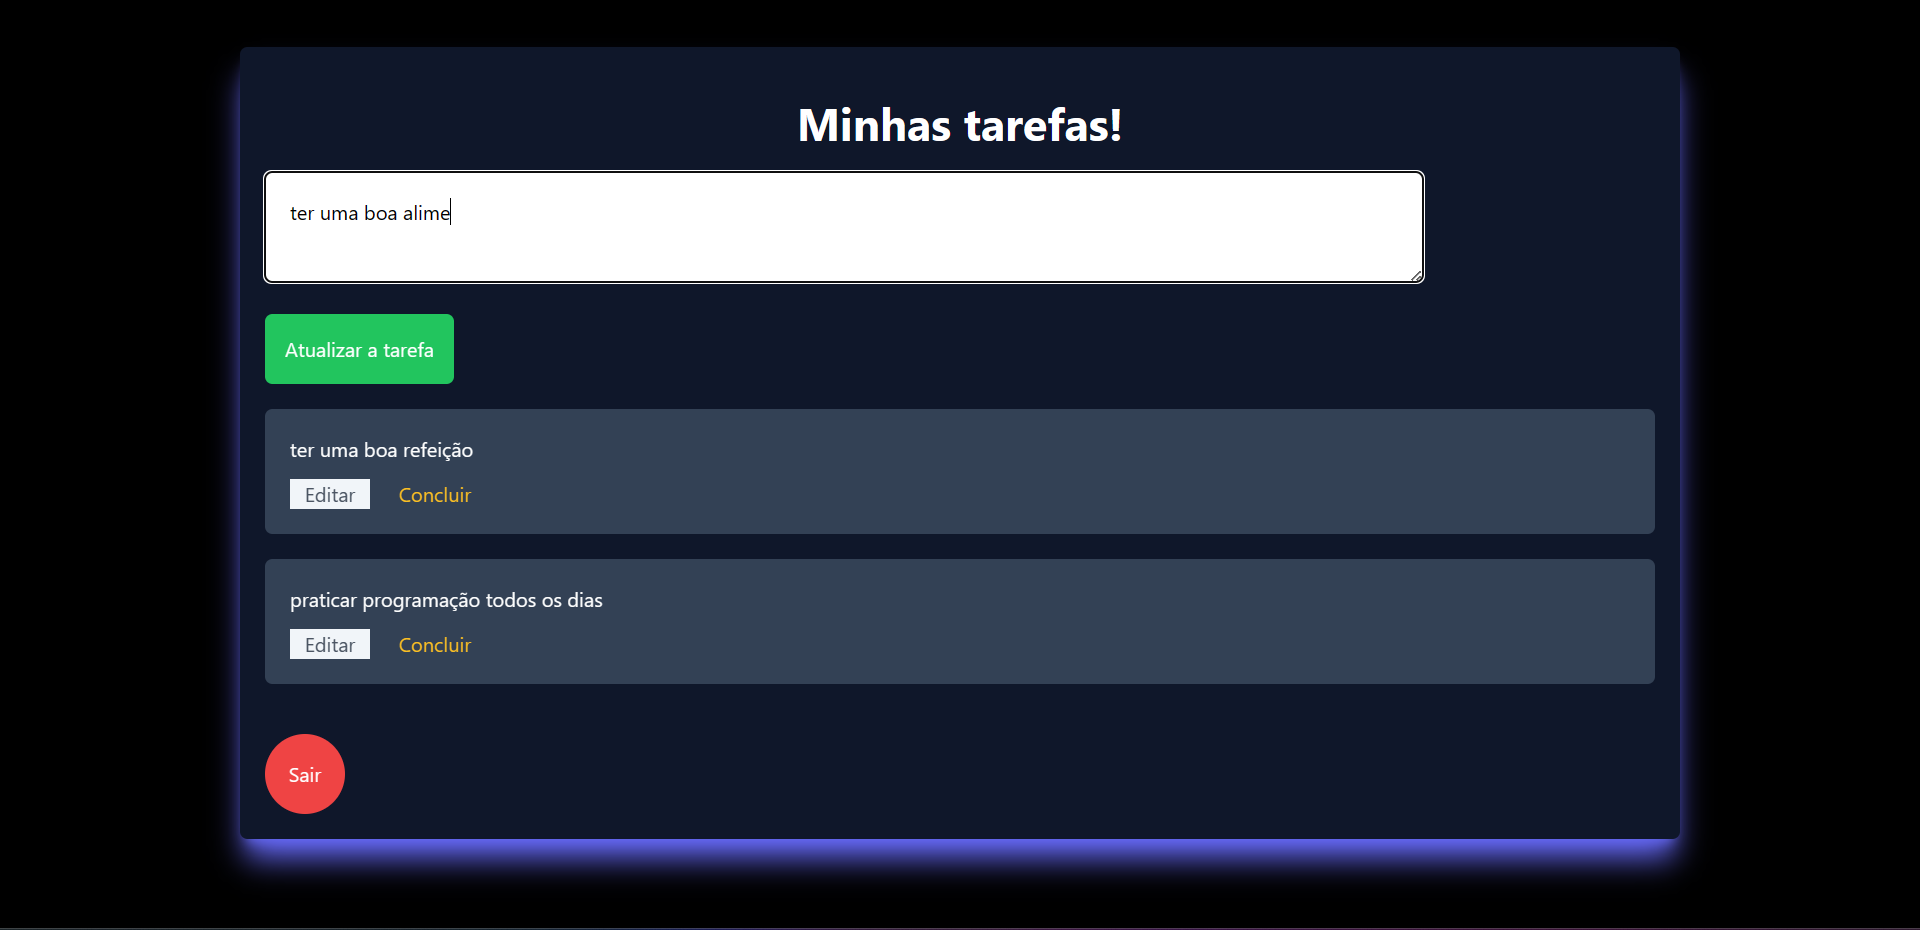 Minhas tarefas!
ter uma boa alime
Atualizar a tarefa
ter uma boa refeição
Editar Concluir
praticar programação todos os dias
Editar Concluir
Sair